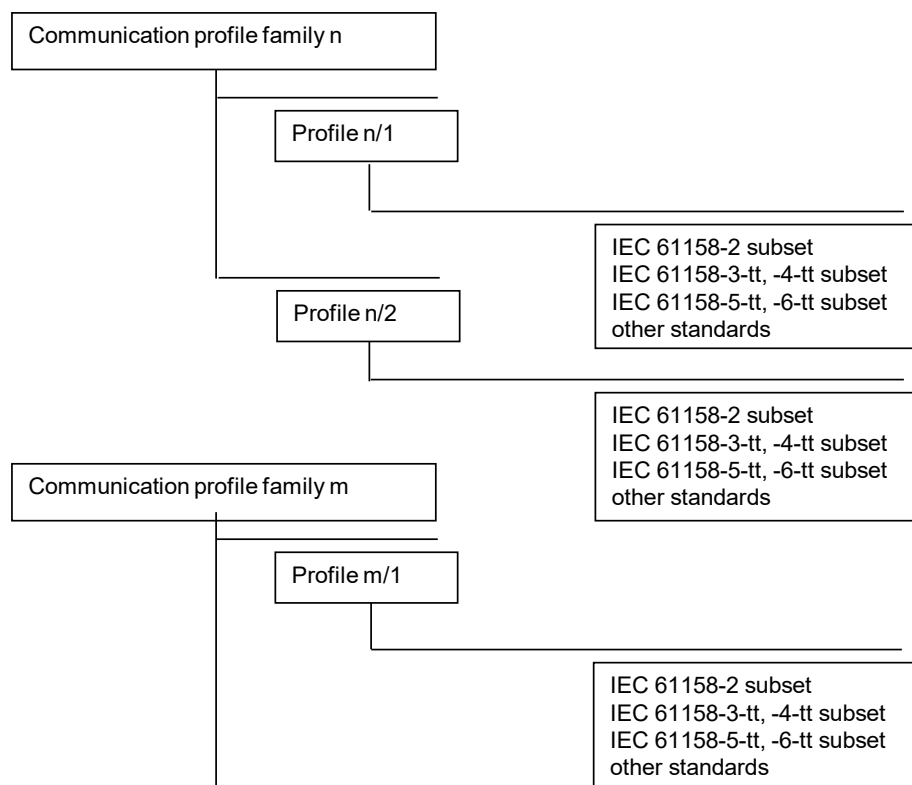 Communication profile family n
Profile n/1
IEC 61158-2 subset
IEC 61158-3-tt, -4-tt subset
IEC 61158-5-tt, -6-tt subset
other standards
Profile n/2
IEC 61158-2 subset
IEC 61158-3-tt, -4-tt subset
IEC 61158-5-tt, -6-tt subset
other standards
Communication profile family m
Profile m/1
IEC 61158-2 subset
IEC 61158-3-tt, -4-tt subset
IEC 61158-5-tt, -6-tt subset
other standards